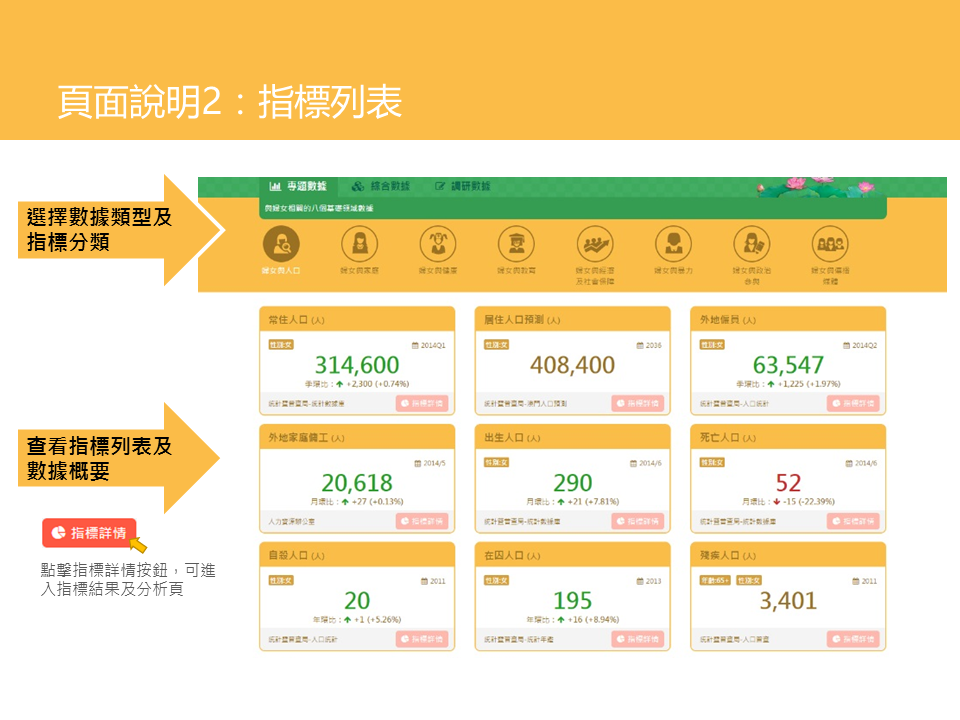 頁面說明2：指標列表
選擇數據類型及
指標分類
專題數據 綜合數據 調研數據
與婦女相關的八個基礎領域數據
婦女與人口 婦女與家庭 婦女與健康 婦女與教育 婦女與經濟 婦女與暴力 婦女與政治 婦女與傳播
及社會保障 參與 媒體
常住人口 (人) 居住人口預測 (人) 外地僱員 (人)
性別:女 2014Q1 性別:女 2036 性別:女 2014Q2
314,600 408,400 63,547
季環比： +2,300 (+0.74%) 季環比： +1,225 (+1.97%)
統計暨普查局-統計數據庫 指標詳情 統計暨普查局-澳門人口預測 指標詳情 統計暨普查局-人口統計 指標詳情
查看指標列表及
數據概要
外地家庭傭工 (人) 出生人口 (人) 死亡人口 (人)
2014/5 性別:女 2014/6 性別:女 2014/6
20,618 290 52
月環比： +27 (+0.13%) 月環比： +21 (+7.81%) 月環比： -15 (-22.39%)
人力資源辦公室 指標詳情 統計暨普查局-統計數據庫 指標詳情 統計暨普查局-統計數據庫 指標詳情
指標詳情
點擊指標詳情按鈕，可進
入指標結果及分析頁
自殺人口 (人) 在囚人口 (人) 殘疾人口 (人)
性別:女 2011 性別:女 2013 年齡:65+ 性別:女 2011
20 195 3,401
年環比： +1 (+5.26%) 年環比： +16 (+8.94%)
統計暨普查局-人口統計 指標詳情 統計暨普查局-統計年鑑 指標詳情 統計暨普查局-人口普查 指標詳情